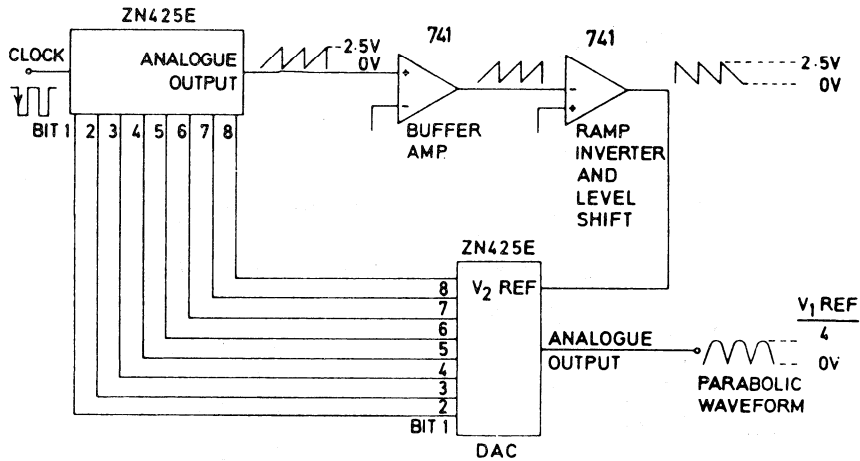 ZN425E
CLOCK
ANALOGUE
OUTPUT
2.5V
0V
741
741
2.5V
0V
BIT 1 2 3 4 5 6 7 8
BUFFER
AMP
RAMP
INVERTER
AND
LEVEL
SHIFT
ZN425E
V2 REF
8
7
6
5
4
3
2
BIT 1
ANALOGUE
OUTPUT
V1 REF
4
0V
PARABOLIC
WAVEFORM
DAC